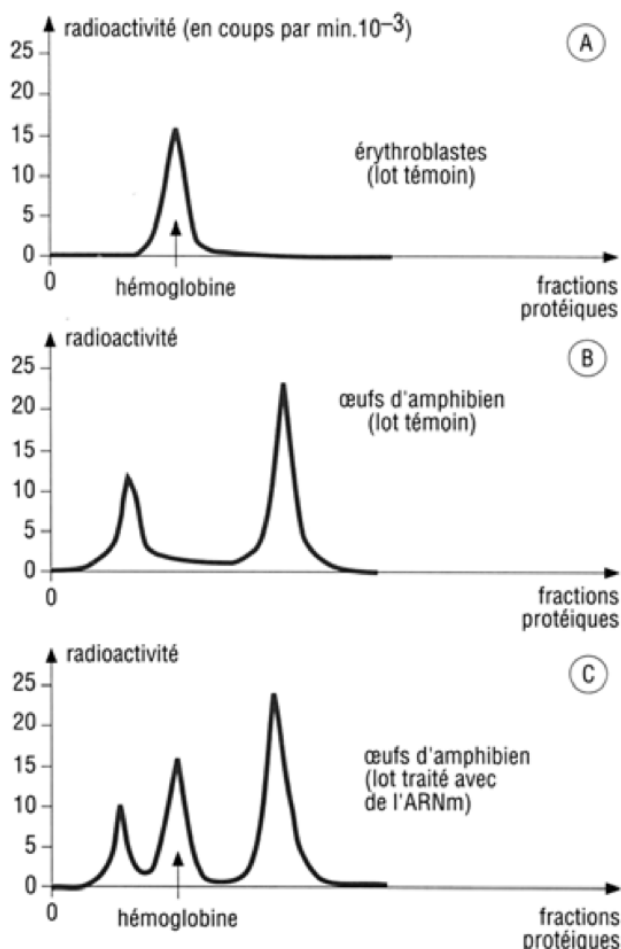 radioactivité (en coups par min.10–3)
A
25
20
15
10
5
0
érythroblastes
(lot témoin)
0
hémoglobine
fractions
protéiques
radioactivité
B
25
20
15
10
5
0
œufs d'amphibien
(lot témoin)
0
fractions
protéiques
radioactivité
C
25
20
15
10
5
0
œufs d'amphibien
(lot traité avec
de l'ARNm)
0
hémoglobine
fractions
protéiques